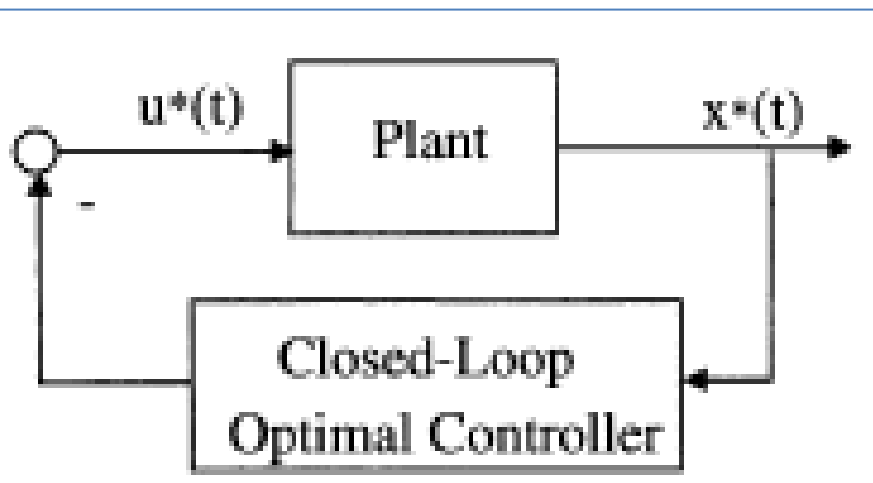 u*(t)
Plant
x*(t)
-
Closed-Loop
Optimal Controller